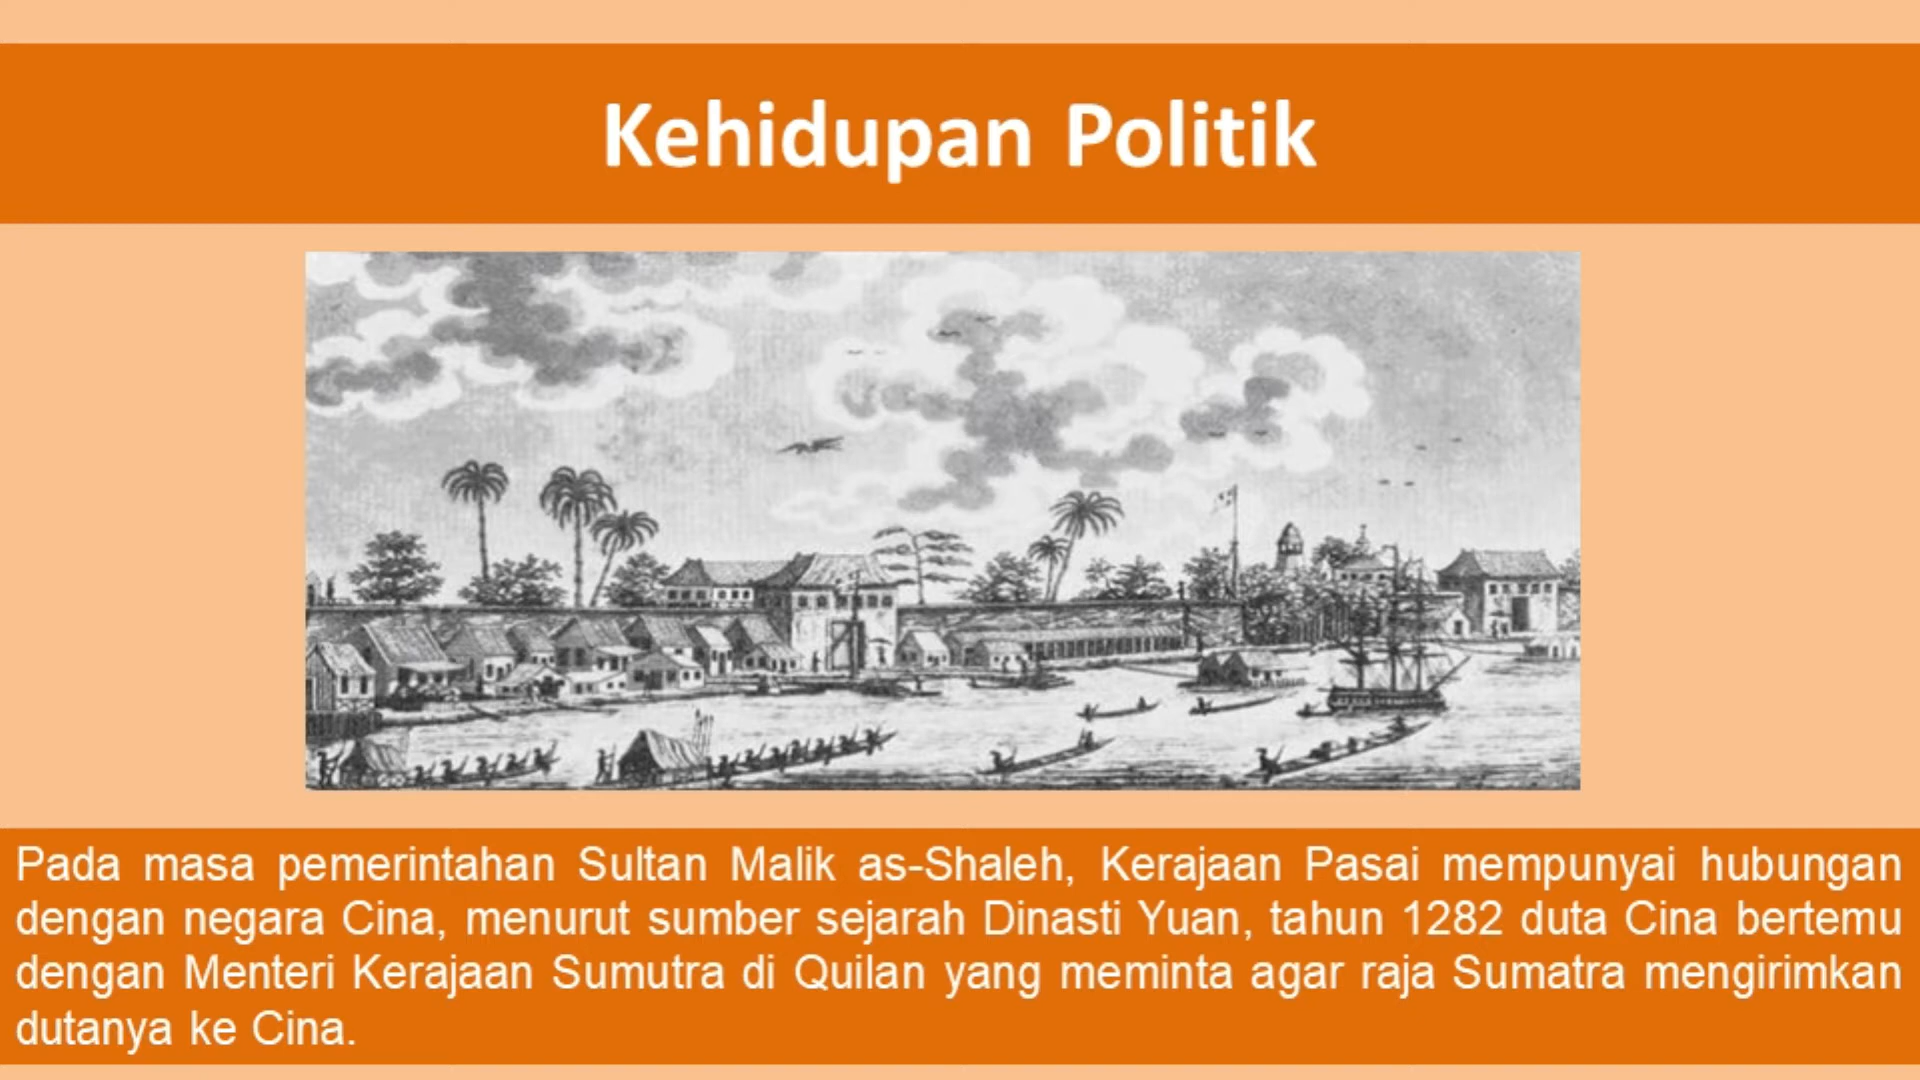 Kehidupan Politik
Pada masa pemerintahan Sultan Malik as-Shaleh, Kerajaan Pasai mempunyai hubungan
dengan negara Cina, menurut sumber sejarah Dinasti Yuan, tahun 1282 duta Cina bertemu
dengan Menteri Kerajaan Sumutra di Quilan yang meminta agar raja Sumatra mengirimkan
dutanya ke Cina.